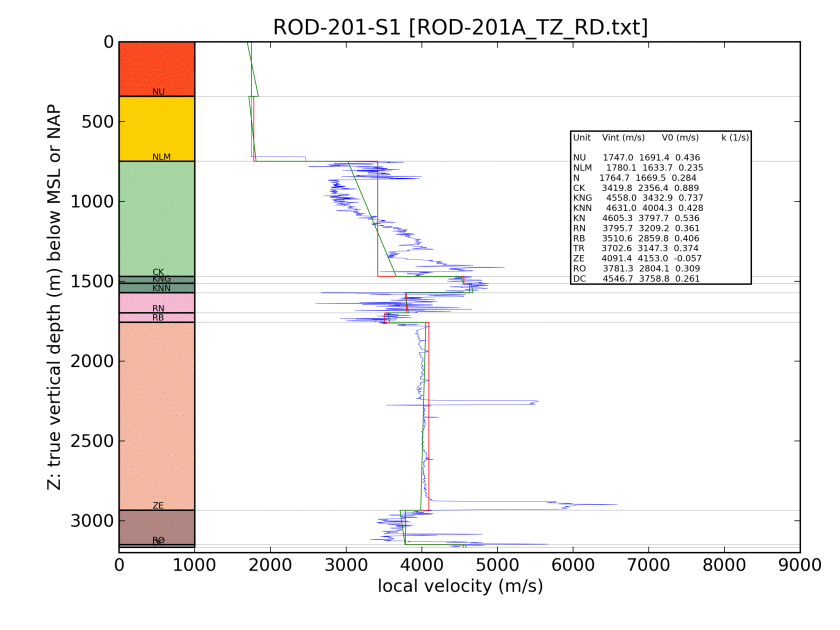 ROD-201-S1 [ROD-201A_TZ_RD.txt]
0
500
1000
1500
2000
2500
3000
Z: true vertical depth (m) below MSL or NAP
NU
NLM
CK
KNG
KNN
RN
RB
ZE
RO
Unit Vint (m/s) V0 (m/s) k (1/s)
NU 1747.0 1691.4 0.436
NLM 1780.1 1633.7 0.235
N 1764.7 1669.5 0.284
CK 3419.8 2356.4 0.889
KNG 4558.0 3432.9 0.737
KNN 4631.0 4004.3 0.428
KN 4605.3 3797.7 0.536
RN 3795.7 3209.2 0.361
RB 3510.6 2859.8 0.406
TR 3702.6 3147.3 0.374
ZE 4091.4 4153.0 -0.057
RO 3781.3 2804.1 0.309
DC 4546.7 3758.8 0.261
0 1000 2000 3000 4000 5000 6000 7000 8000 9000
local velocity (m/s)